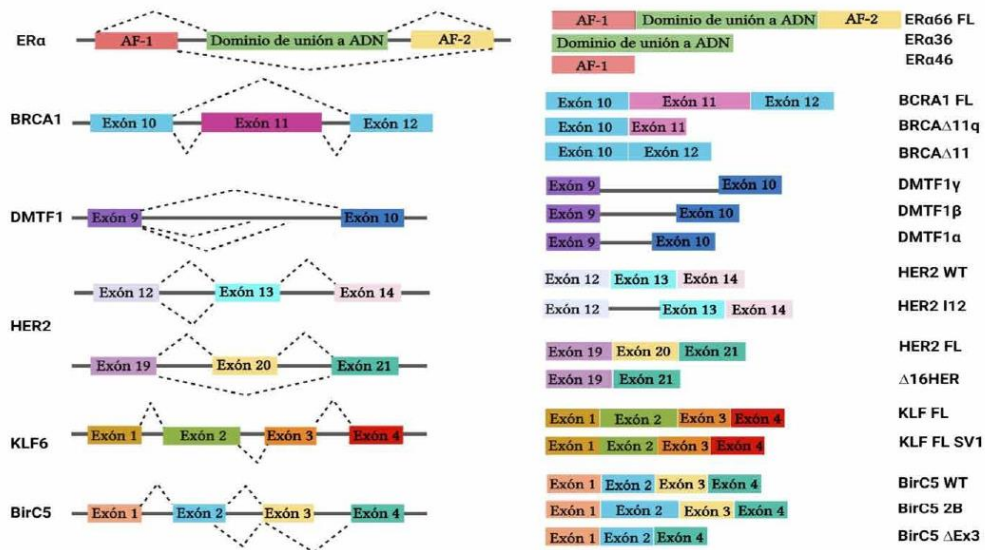 ERα AF-1 Dominio de unión a ADN AF-2
AF-1 Dominio de unión a ADN AF-2 ERα66 FL
Dominio de unión a ADN ERα36
AF-1 ERα46
BRCA1 Exón 10 Exón 11 Exón 12
Exón 10 Exón 11 Exón 12 BCRA1 FL
Exón 10 Exón 11 BRCAΔ11q
Exón 10 Exón 12 BRCAΔ11
DMTF1 Exón 9 Exón 10
Exón 9 Exón 10 DMTF1γ
Exón 9 Exón 10 DMTF1β
Exón 9 Exón 10 DMTF1α
HER2
Exón 12 Exón 13 Exón 14
Exón 12 Exón 13 Exón 14 HER2 WT
Exón 12 Exón 13 Exón 14 HER2 I12
Exón 19 Exón 20 Exón 21
Exón 19 Exón 20 Exón 21 HER2 FL
Exón 19 Exón 21 Δ16HER
KLF6 Exón 1 Exón 2 Exón 3 Exón 4
Exón 1 Exón 2 Exón 3 Exón 4 KLF FL
Exón 1 Exón 2 Exón 3 Exón 4 KLF FL SV1
BirC5 Exón 1 Exón 2 Exón 3 Exón 4
Exón 1 Exón 2 Exón 3 Exón 4 BirC5 WT
Exón 1 Exón 2 Exón 3 Exón 4 BirC5 2B
Exón 1 Exón 2 Exón 4 BirC5 ΔEx3